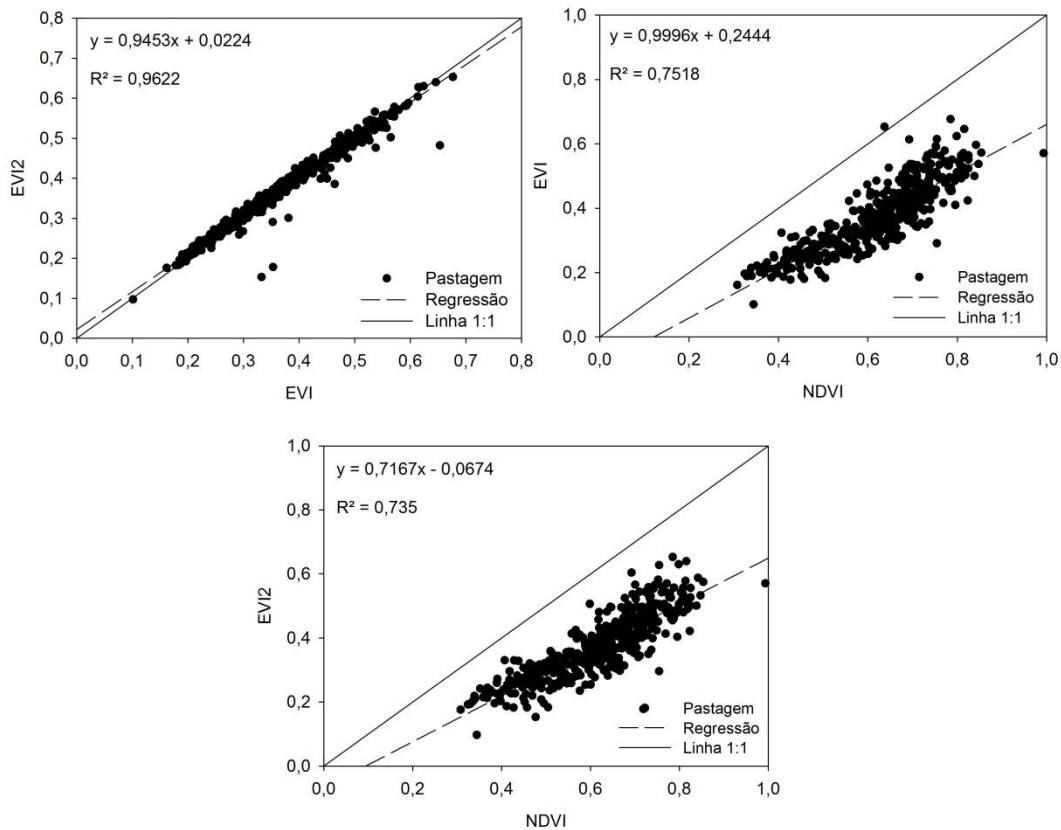 y = 0,9453x + 0,0224
R² = 0,9622
EVI2
0,8
0,7
0,6
0,5
0,4
0,3
0,2
0,1
0,0
Pastagem
Regressão
Linha 1:1
0,0 0,1 0,2 0,3 0,4 0,5 0,6 0,7 0,8
EVI
y = 0,9996x + 0,2444
R² = 0,7518
EVI
1,0
0,8
0,6
0,4
0,2
0,0
Pastagem
Regressão
Linha 1:1
0,0 0,2 0,4 0,6 0,8 1,0
NDVI
y = 0,7167x - 0,0674
R² = 0,735
EVI2
1,0
0,8
0,6
0,4
0,2
0,0
Pastagem
Regressão
Linha 1:1
0,0 0,2 0,4 0,6 0,8 1,0
NDVI